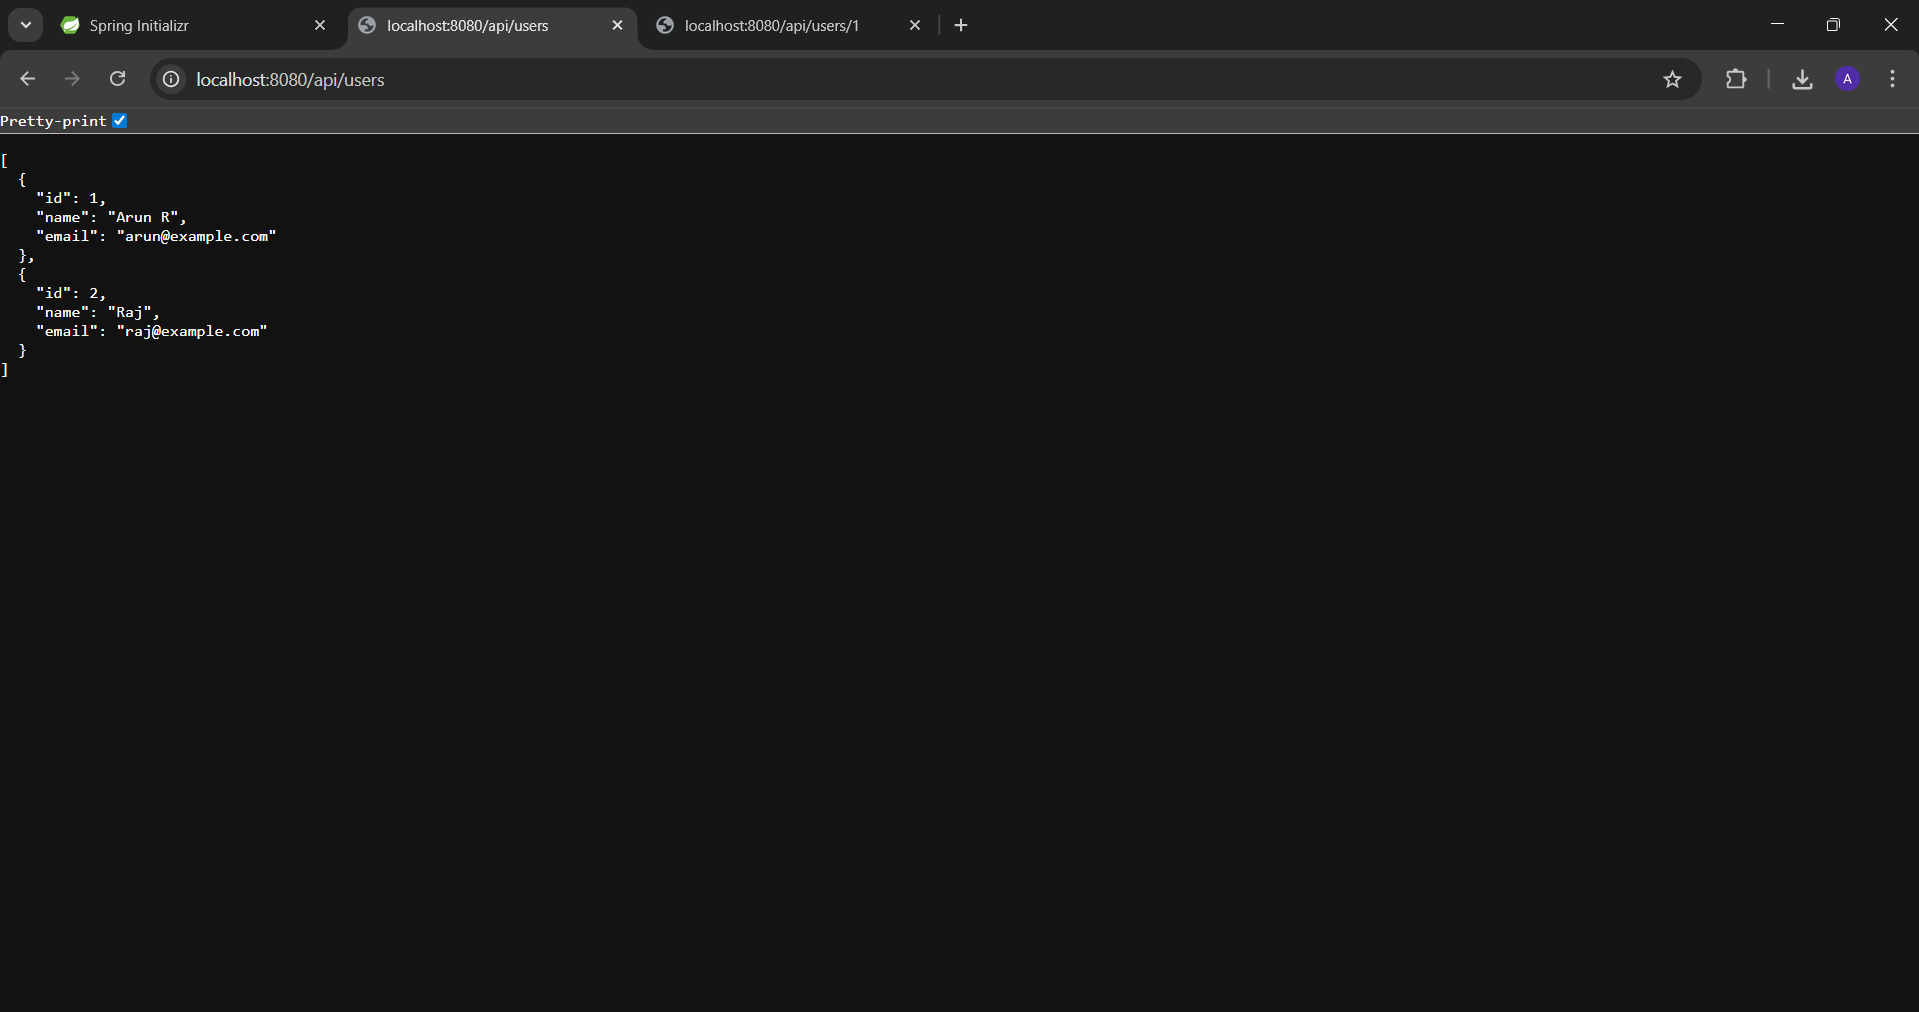 Spring Initializr
localhost:8080/api/users
localhost:8080/api/users/1
localhost:8080/api/users
A
Pretty-print
[
  {
    "id": 1,
    "name": "Arun R",
    "email": "arun@example.com"
  },
  {
    "id": 2,
    "name": "Raj",
    "email": "raj@example.com"
  }
]